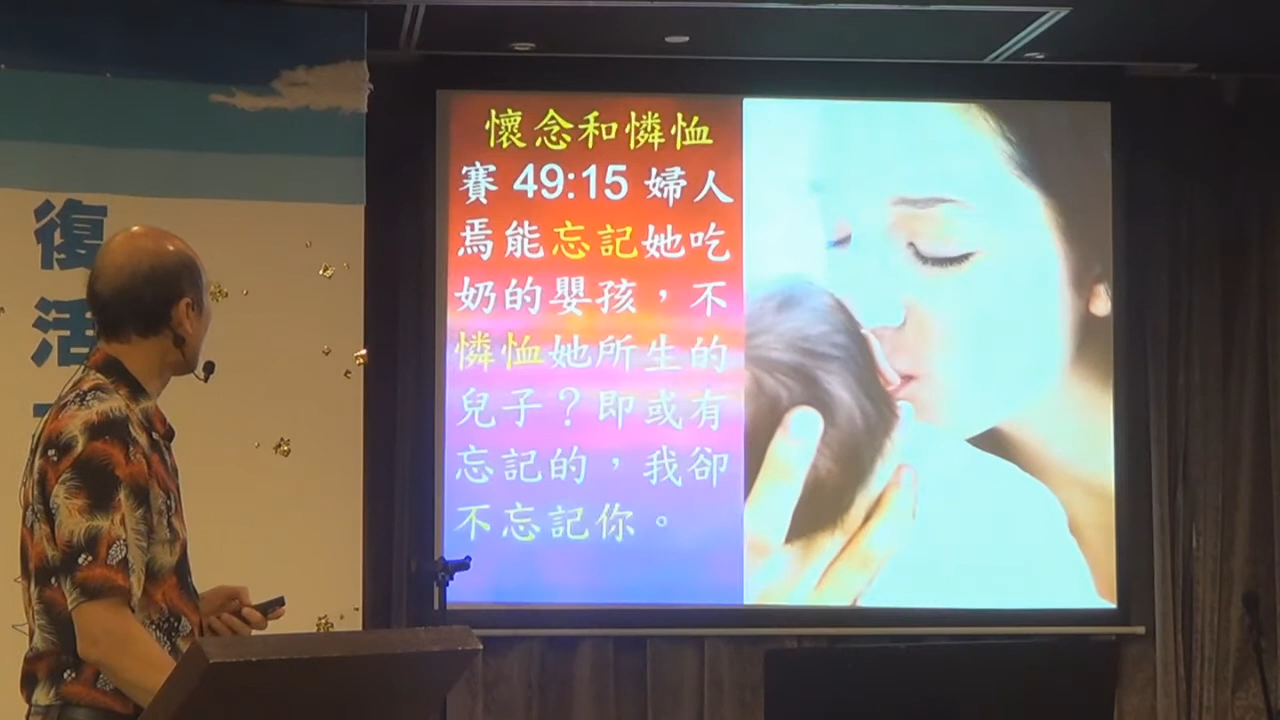 復
活
懷念和憐恤
賽 49:15 婦人
焉能忘記她吃
奶的嬰孩，不
憐恤她所生的
兒子？即或有
忘記的，我卻
不忘記你。